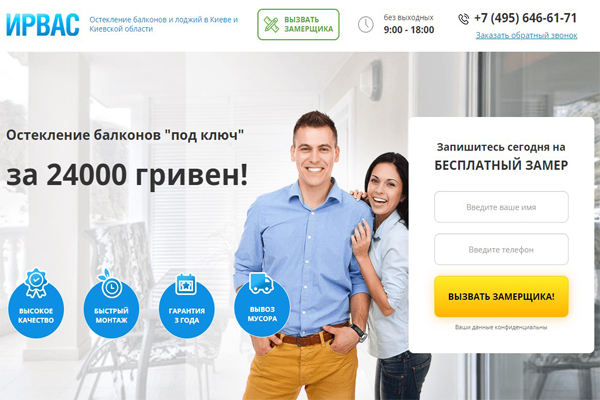 ИРВАС
Остекление балконов и лоджий в Киеве и
Киевской области
ВЫЗВАТЬ
ЗАМЕРЩИКА
без выходных
9:00 - 18:00
+7 (495) 646-61-71
Заказать обратный звонок
Остекление балконов "под ключ"
за 24000 гривен!
Запишитесь сегодня на
БЕСПЛАТНЫЙ ЗАМЕР
Введите ваше имя
Введите телефон
ВЫЗВАТЬ ЗАМЕРЩИКА!
Ваши данные конфиденциальны
ВЫСОКОЕ
КАЧЕСТВО
БЫСТРЫЙ
МОНТАЖ
ГАРАНТИЯ
3 ГОДА
ВЫВОЗ
МУСОРА